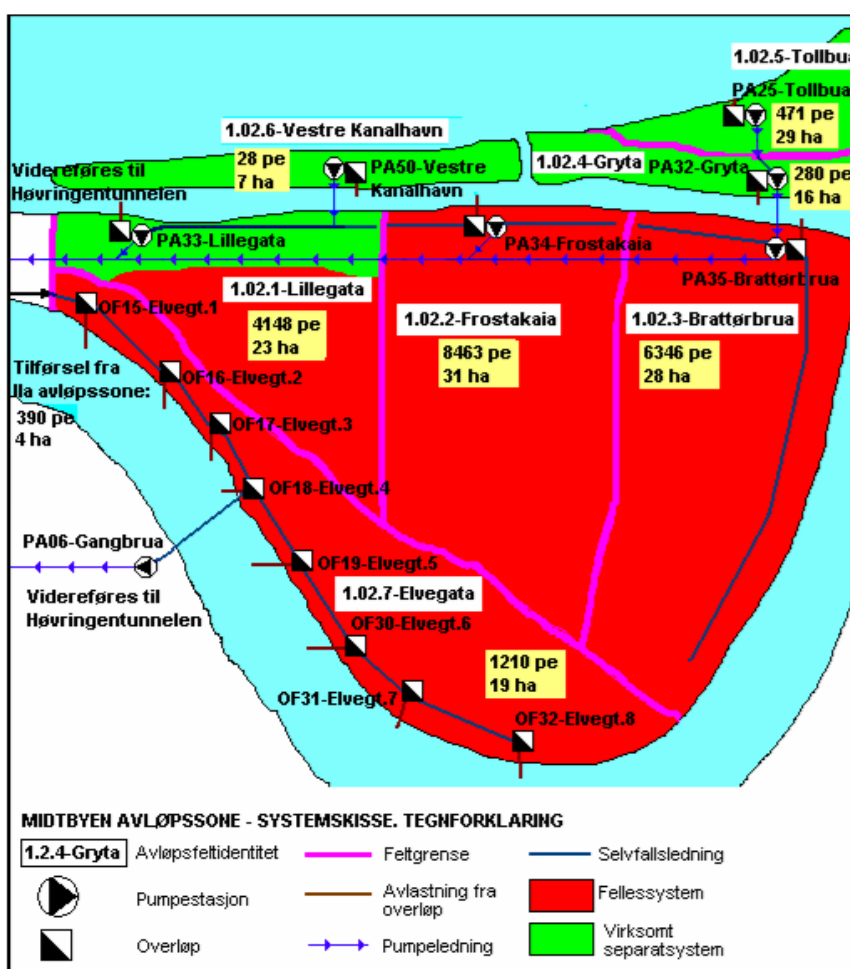 1.02.5-Tollbua
PA25-Tollbua
471 pe
29 ha
1.02.6-Vestre Kanalhavn
28 pe
7 ha
PA50-Vestre
Kanalhavn
1.02.4-Gryta
PA32-Gryta
280 pe
16 ha
Videreføres til
Høvringentunnelen
PA33-Lillegata
PA34-Frostakaia
PA35-Brattørbrua
1.02.1-Lillegata
4148 pe
23 ha
1.02.2-Frostakaia
8463 pe
31 ha
1.02.3-Brattørbrua
6346 pe
28 ha
OF15-Elvegt.1
Tilførsel fra
Ila avløpssone:
390 pe
4 ha
OF16-Elvegt.2
OF17-Elvegt.3
OF18-Elvegt.4
PA06-Gangbrua
Videreføres til
Høvringentunnelen
OF19-Elvegt.5
1.02.7-Elvegata
OF30-Elvegt.6
1210 pe
19 ha
OF31-Elvegt.7
OF32-Elvegt.8
MIDTBYEN AVLØPSSONE - SYSTEMSKISSE. TEGNFORKLARING
1.2.4-Gryta
Avløpsfeltidentitet
Feltgrense
Selvfallsledning
Pumpestasjon
Avlastning fra
overløp
Fellessystem
Overløp
Pumpeledning
Virksomt
separatsystem